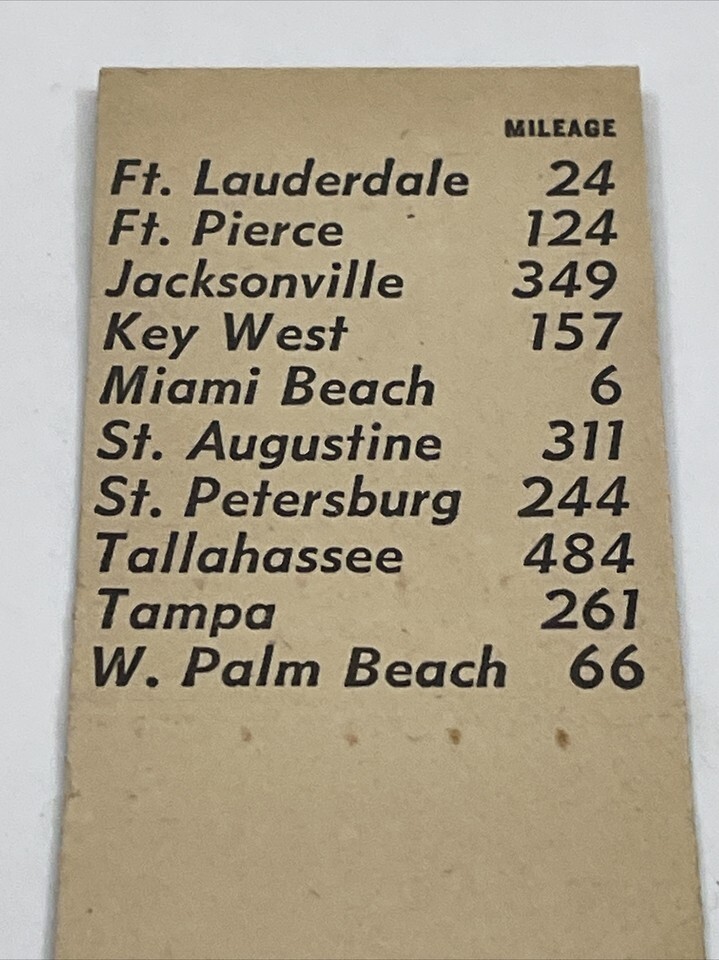 MILEAGE
Ft. Lauderdale 24
Ft. Pierce 124
Jacksonville 349
Key West 157
Miami Beach 6
St. Augustine 311
St. Petersburg 244
Tallahassee 484
Tampa 261
W. Palm Beach 66